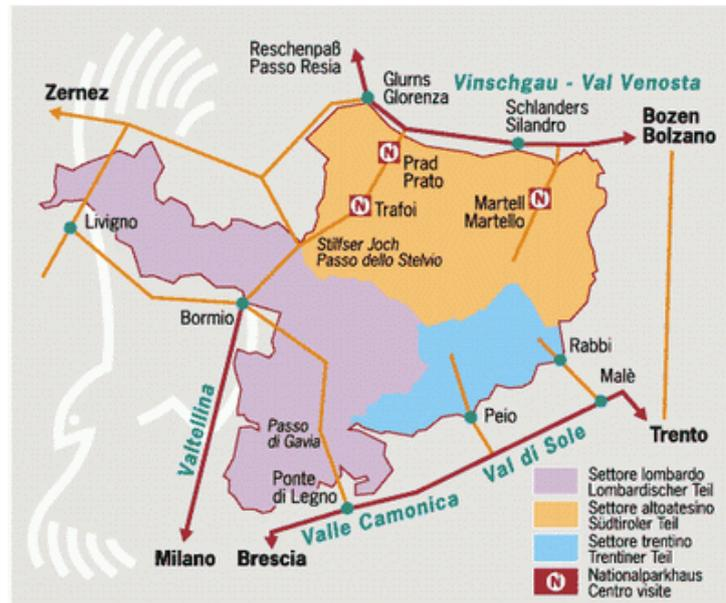 Reschenpaß
Passo Resia
Zernez
Glurns
Glorenza
Vinschgau - Val Venosta
Schlanders
Silandro
Bozen
Bolzano
N
Prad
Prato
N
Trafoi
Martell
Martello
N
Livigno
Stilfser Joch
Passo dello Stelvio
Bormio
Rabbi
Malè
Valtellina
Passo
di Gavia
Peio
Trento
Val di Sole
Ponte
di Legno
Valle Camonica
Milano
Brescia
Settore lombardo
Lombardischer Teil
Settore altoatesino
Südtiroler Teil
Settore trentino
Trentiner Teil
N
Nationalparkhaus
Centro visite